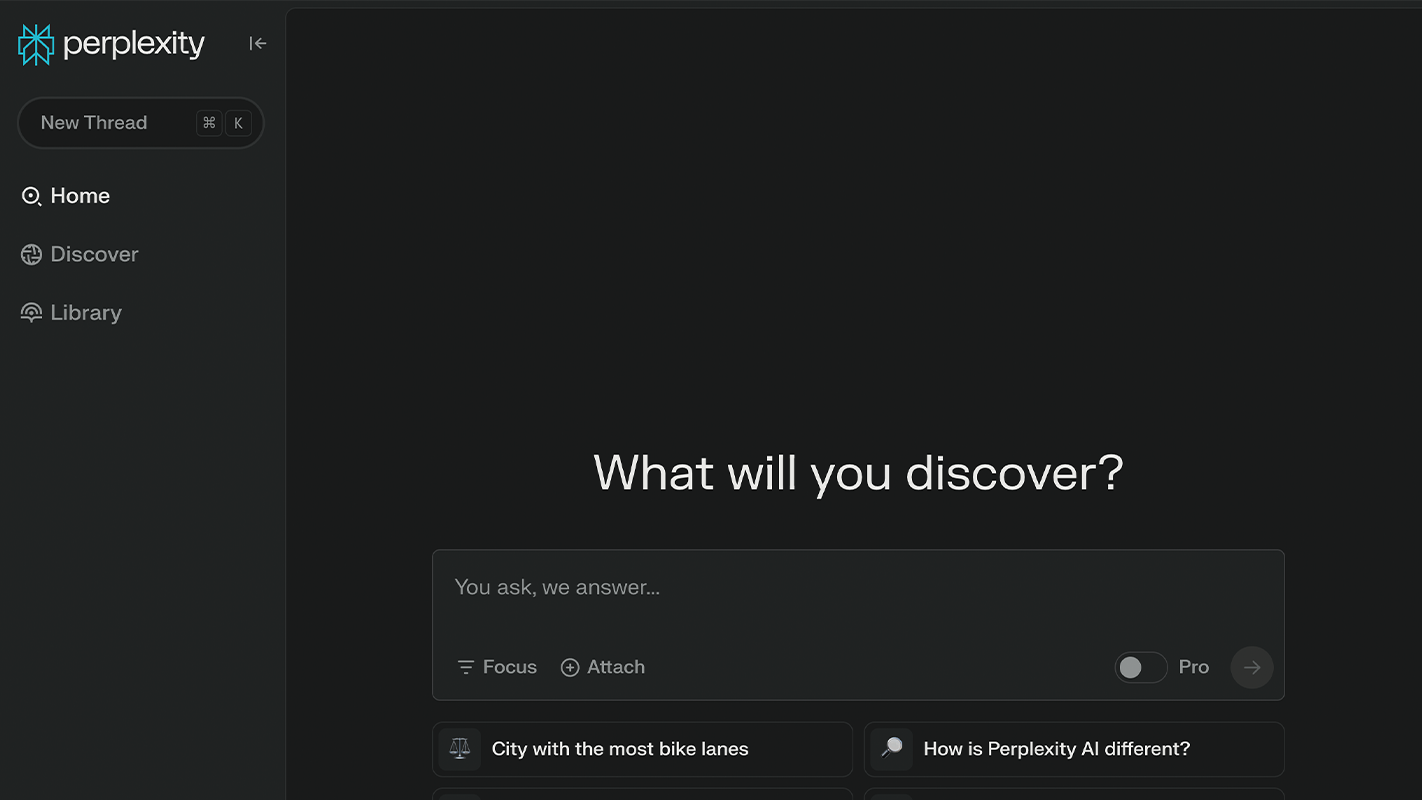 perplexity
New Thread ⌘ K
Home
Discover
Library
What will you discover?
You ask, we answer...
Focus Attach Pro
City with the most bike lanes
How is Perplexity AI different?